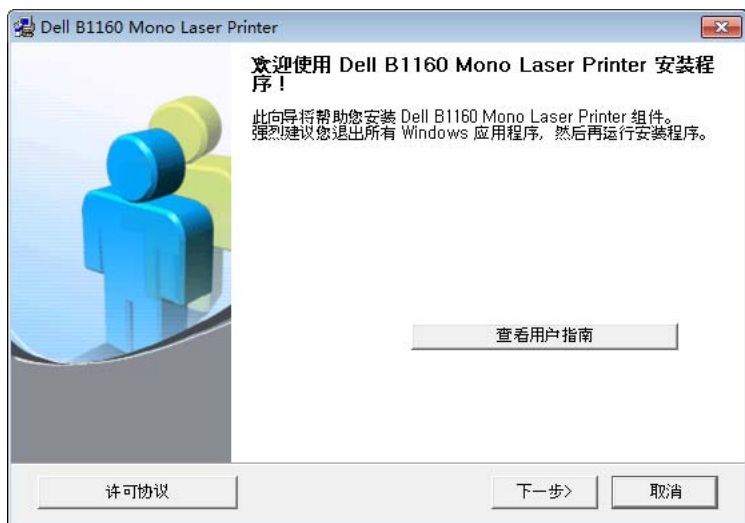 Dell B1160 Mono Laser Printer
欢迎使用 Dell B1160 Mono Laser Printer 安装程
序！
此向导将帮助您安装 Dell B1160 Mono Laser Printer 组件。
强烈建议您退出所有 Windows 应用程序，然后再运行安装程序。
查看用户指南
许可协议
下一步>
取消